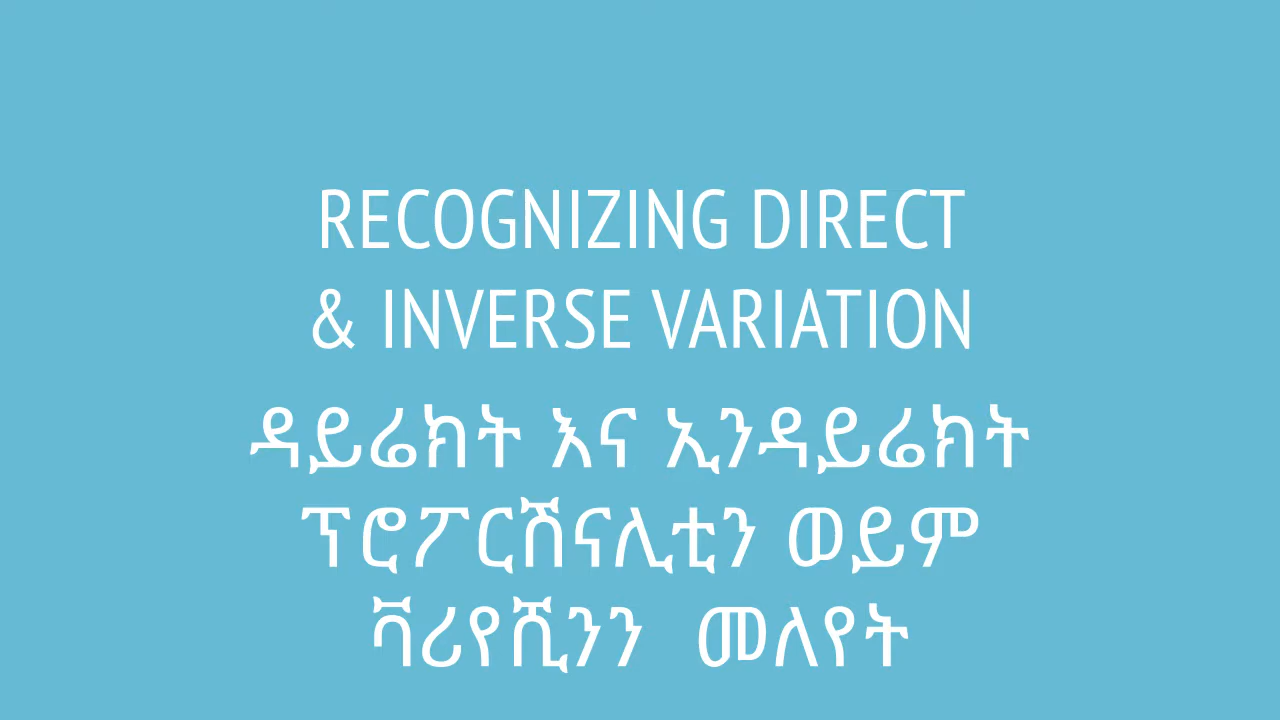 RECOGNIZING DIRECT
& INVERSE VARIATION
ዳይሬክት እና ኢንዳይሬክት
ፕሮፖርሽናሊቲን ወይም
ቫሪየሺንን መለየት